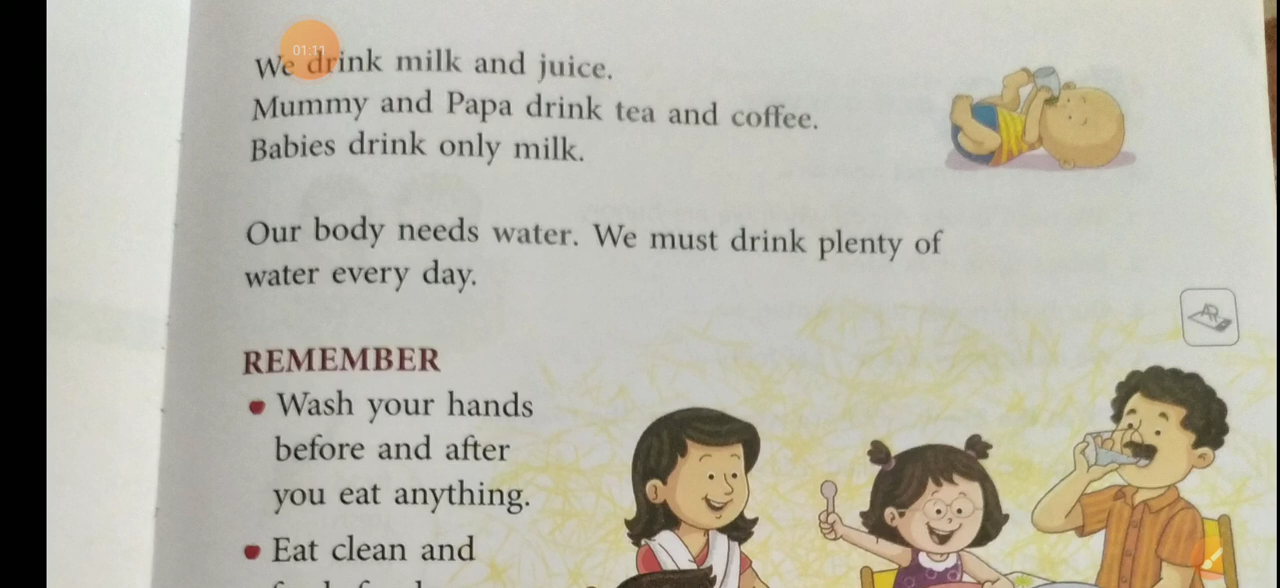 01:11
We drink milk and juice.
Mummy and Papa drink tea and coffee.
Babies drink only milk.
Our body needs water. We must drink plenty of
water every day.
AR
REMEMBER
Wash your hands
before and after
you eat anything.
Eat clean and